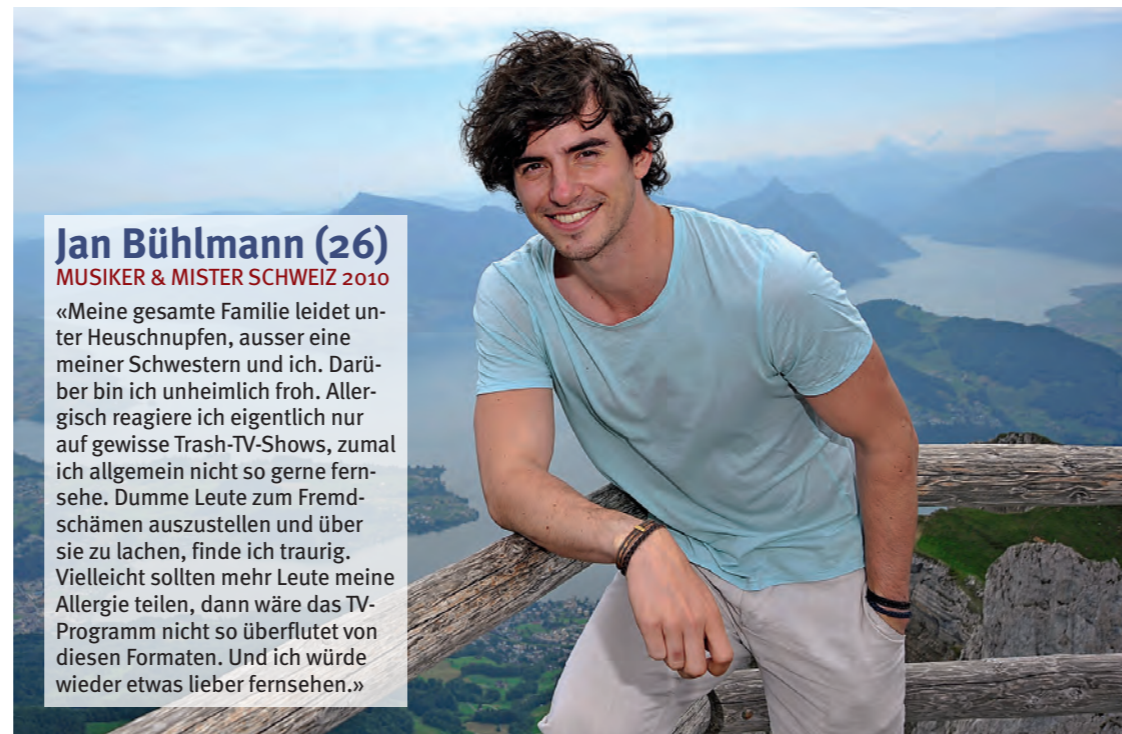 Jan Bühlmann (26)
MUSIKER & MISTER SCHWEIZ 2010
«Meine gesamte Familie leidet un-
ter Heuschnupfen, ausser eine
meiner Schwestern und ich. Darü-
ber bin ich unheimlich froh. Aller-
gisch reagiere ich eigentlich nur
auf gewisse Trash-TV-Shows, zumal
ich allgemein nicht so gerne fern-
sehe. Dumme Leute zum Fremd-
schämen auszustellen und über
sie zu lachen, finde ich traurig.
Vielleicht sollten mehr Leute meine
Allergie teilen, dann wäre das TV-
Programm nicht so überflutet von
diesen Formaten. Und ich würde
wieder etwas lieber fernsehen.»